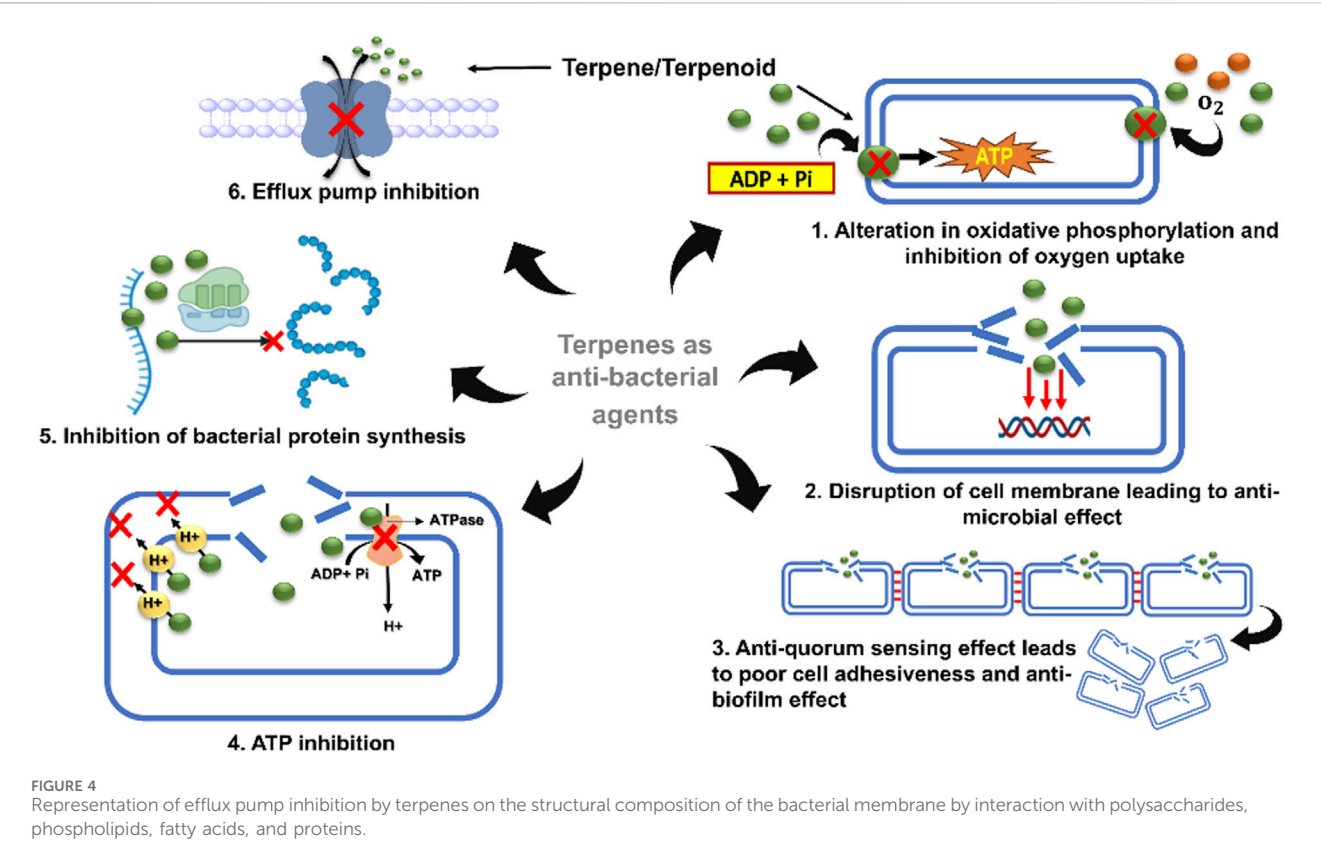 Terpene/Terpenoid
6. Efflux pump inhibition
O₂
ATP
ADP + Pi
1. Alteration in oxidative phosphorylation and
inhibition of oxygen uptake
Terpenes as
anti-bacterial
agents
5. Inhibition of bacterial protein synthesis
2. Disruption of cell membrane leading to anti-
microbial effect
H+
H+
H+
ATPase
ADP+ Pi
ATP
H+
4. ATP inhibition
3. Anti-quorum sensing effect leads
to poor cell adhesiveness and anti-
biofilm effect
FIGURE 4
Representation of efflux pump inhibition by terpenes on the structural composition of the bacterial membrane by interaction with polysaccharides,
phospholipids, fatty acids, and proteins.